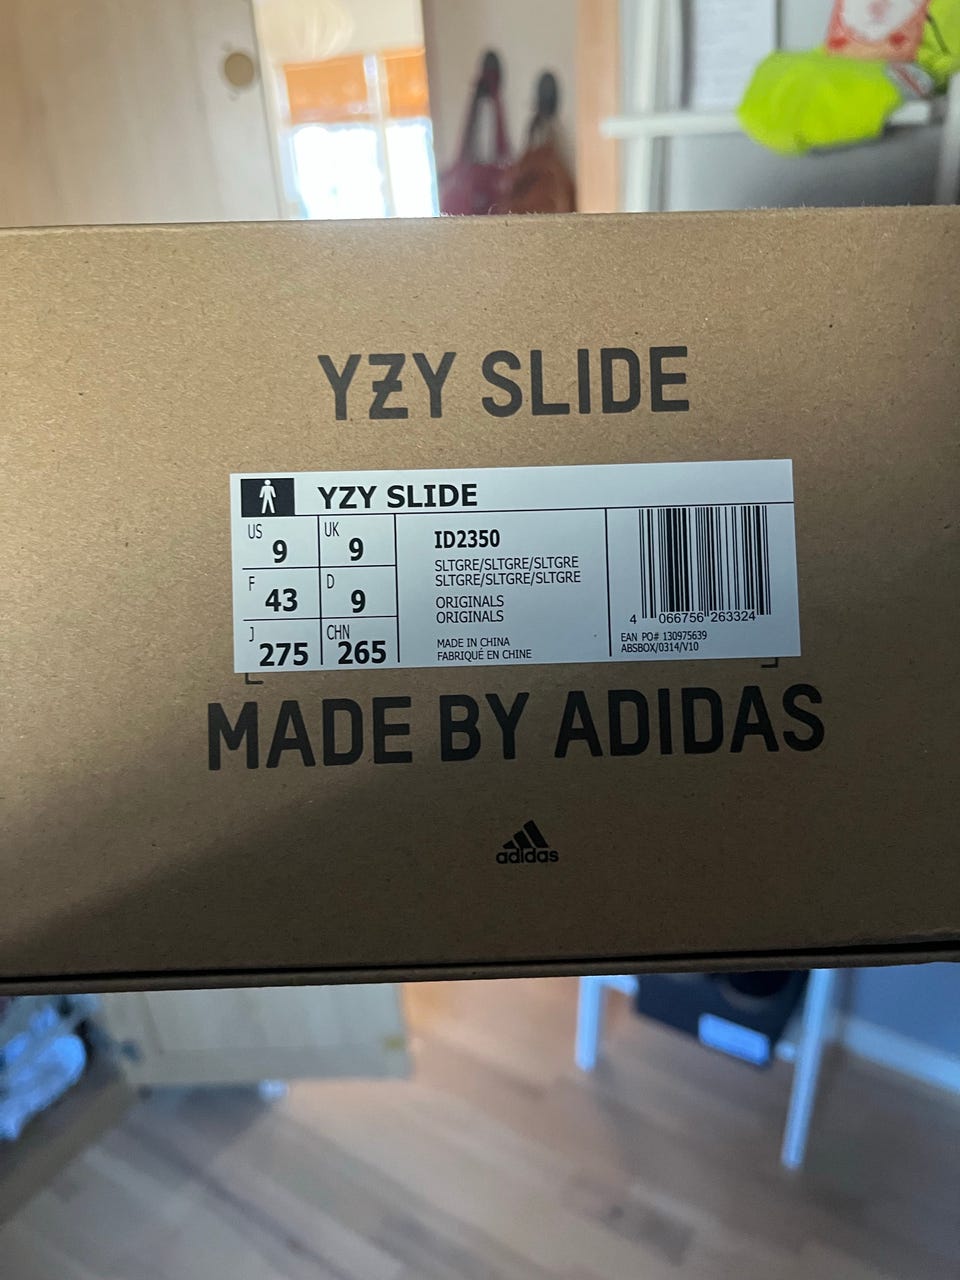 YZY SLIDE
YZY SLIDE
US 9 UK 9
F 43 D 9
J 275 CHN 265
ID2350
SLTGRE/SLTGRE/SLTGRE
SLTGRE/SLTGRE/SLTGRE
ORIGINALS
ORIGINALS
MADE IN CHINA
FABRIQUÉ EN CHINE
4 066756 263324
EAN PO# 130975639
ABSBOX/0314/V10
MADE BY ADIDAS
adidas